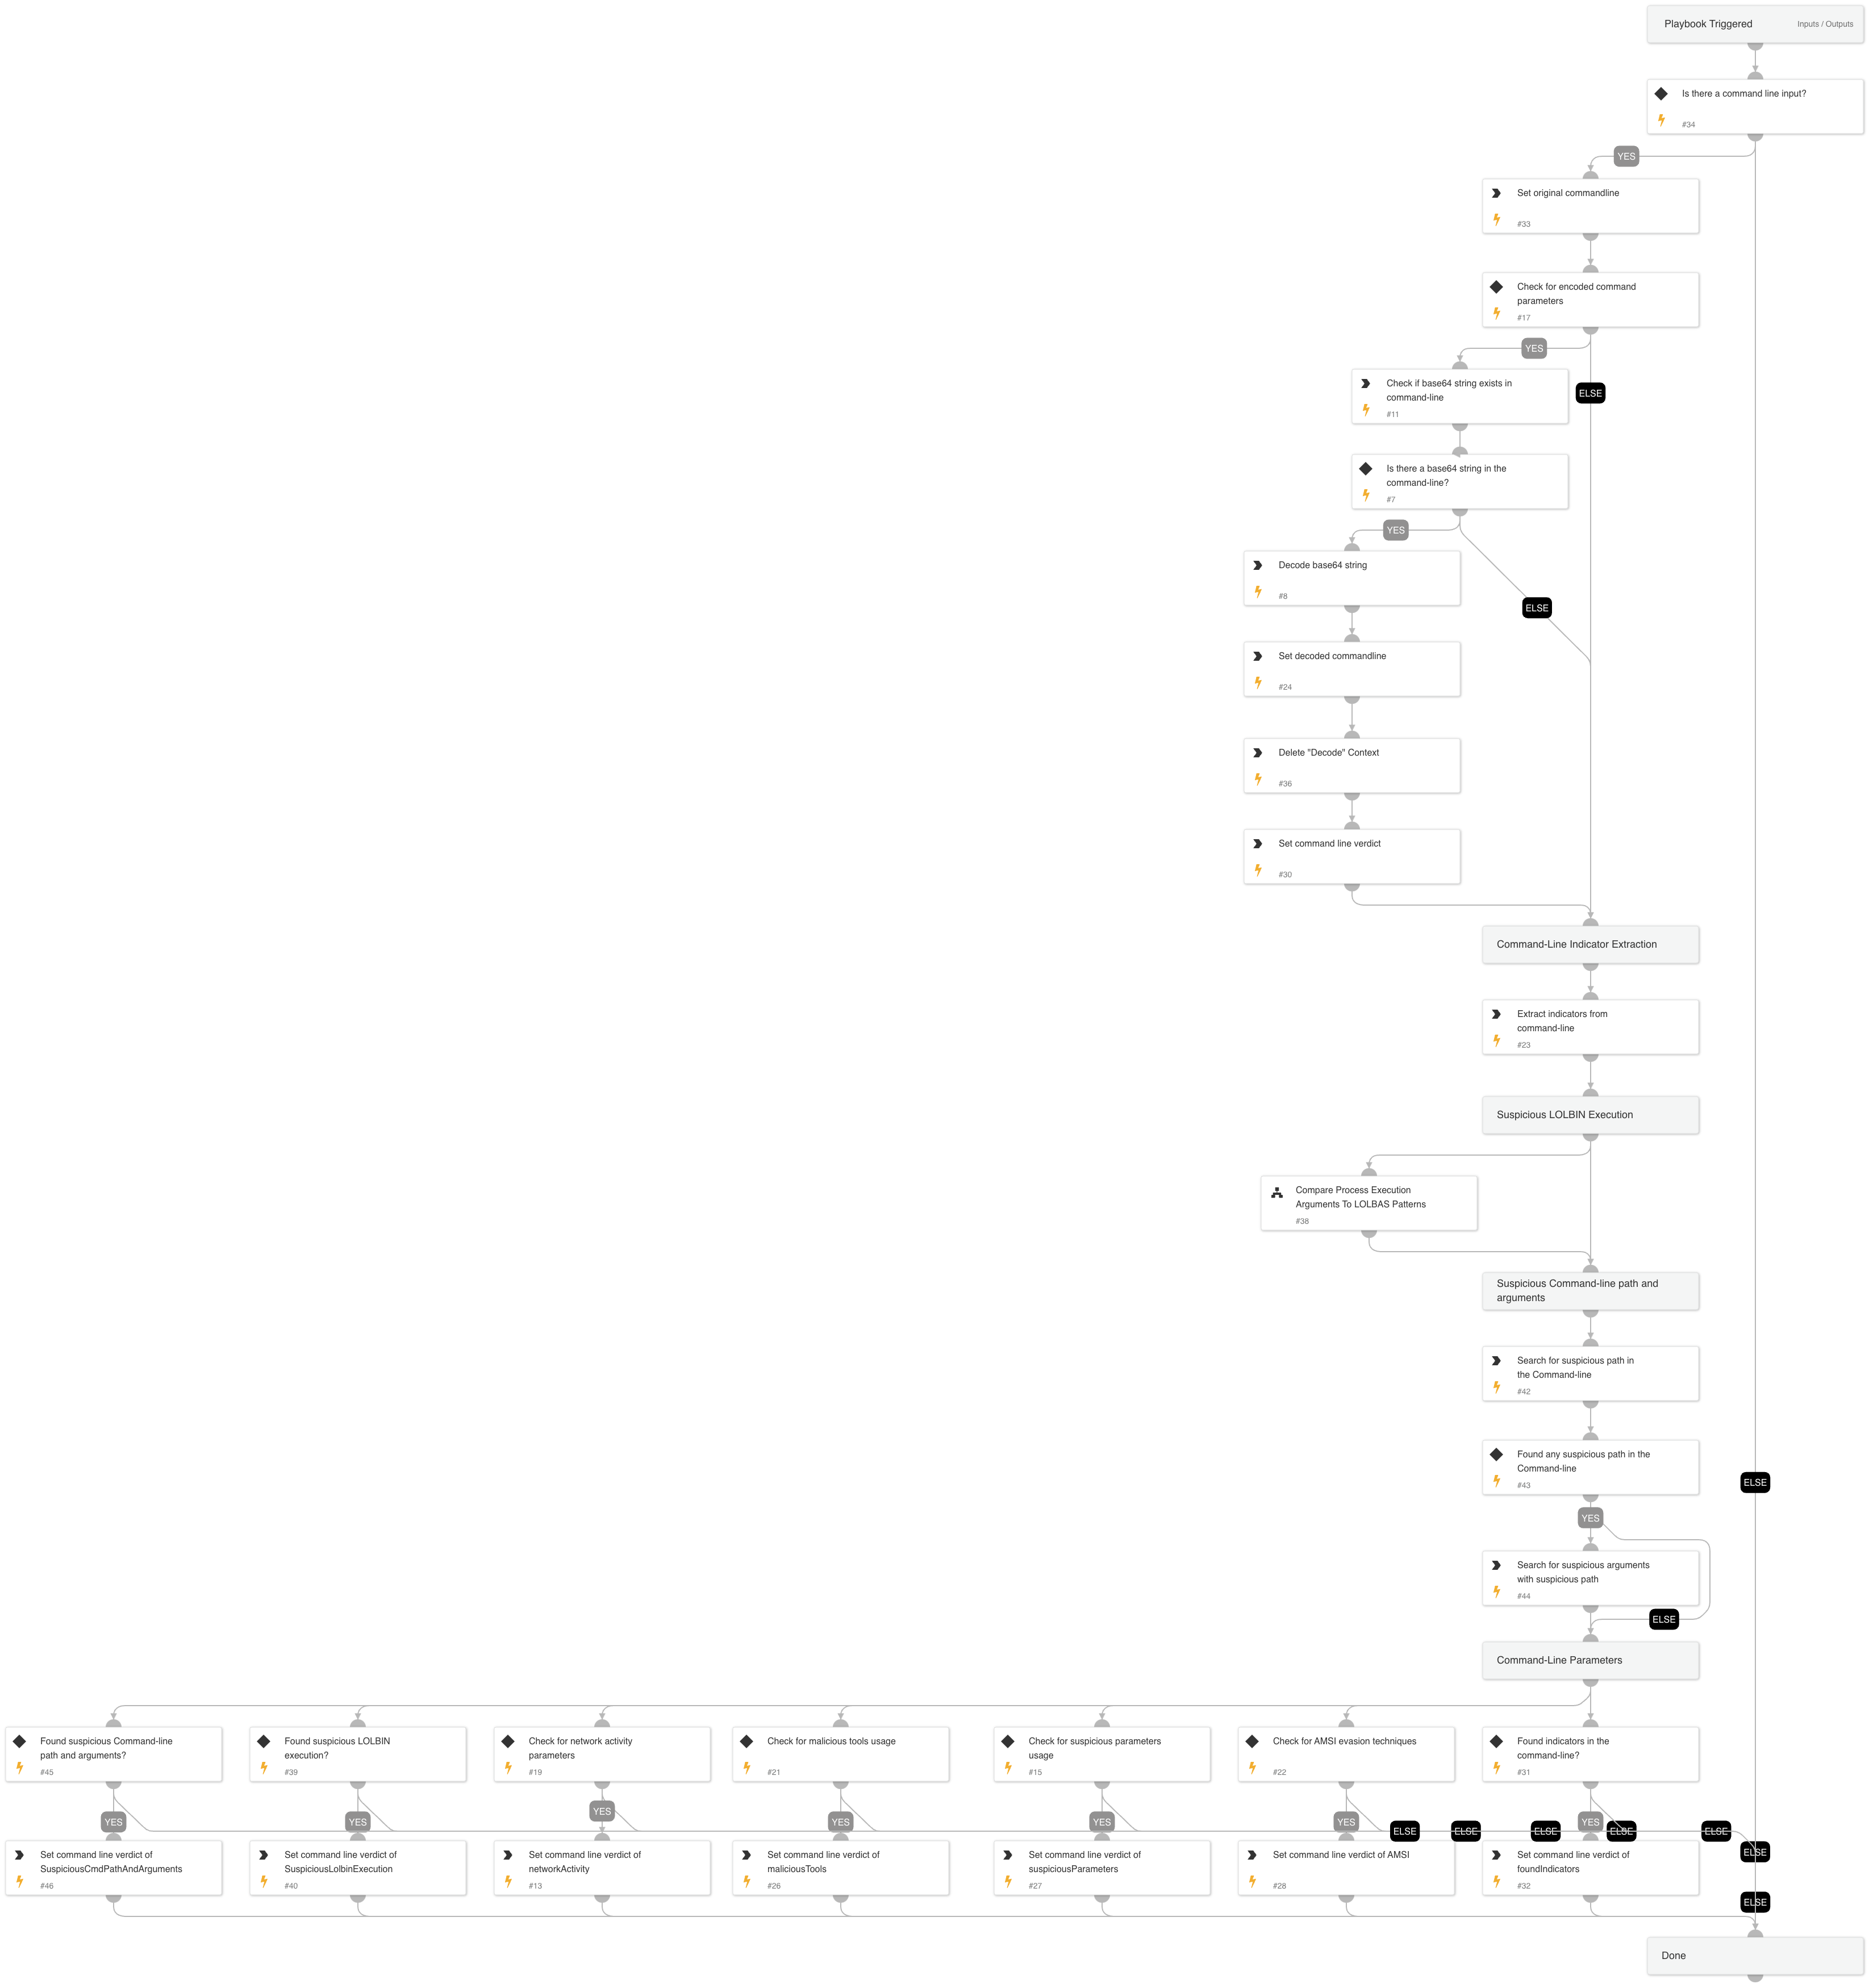 Playbook Triggered
Inputs / Outputs
Is there a command line input?
#34
YES
Set original commandline
#33
Check for encoded command
parameters
#17
YES
ELSE
Check if base64 string exists in
command-line
#11
Is there a base64 string in the
command-line?
#7
YES
ELSE
Decode base64 string
#8
Set decoded commandline
#24
Delete "Decode" Context
#36
Set command line verdict
#30
Command-Line Indicator Extraction
Extract indicators from
command-line
#23
Suspicious LOLBIN Execution
Compare Process Execution
Arguments To LOLBAS Patterns
#38
Suspicious Command-line path and
arguments
Search for suspicious path in
the Command-line
#42
Found any suspicious path in the
Command-line
#43
ELSE
YES
Search for suspicious arguments
with suspicious path
#44
ELSE
Command-Line Parameters
Found suspicious Command-line
path and arguments?
#45
Found suspicious LOLBIN
execution?
#39
Check for network activity
parameters
#19
Check for malicious tools usage
#21
Check for suspicious parameters
usage
#15
Check for AMSI evasion techniques
#22
Found indicators in the
command-line?
#31
YES
YES
YES
YES
YES
YES
YES
ELSE
ELSE
ELSE
ELSE
ELSE
ELSE
Set command line verdict of
SuspiciousCmdPathAndArguments
#46
Set command line verdict of
SuspiciousLolbinExecution
#40
Set command line verdict of
networkActivity
#13
Set command line verdict of
maliciousTools
#26
Set command line verdict of
suspiciousParameters
#27
Set command line verdict of AMSI
#28
Set command line verdict of
foundIndicators
#32
ELSE
Done